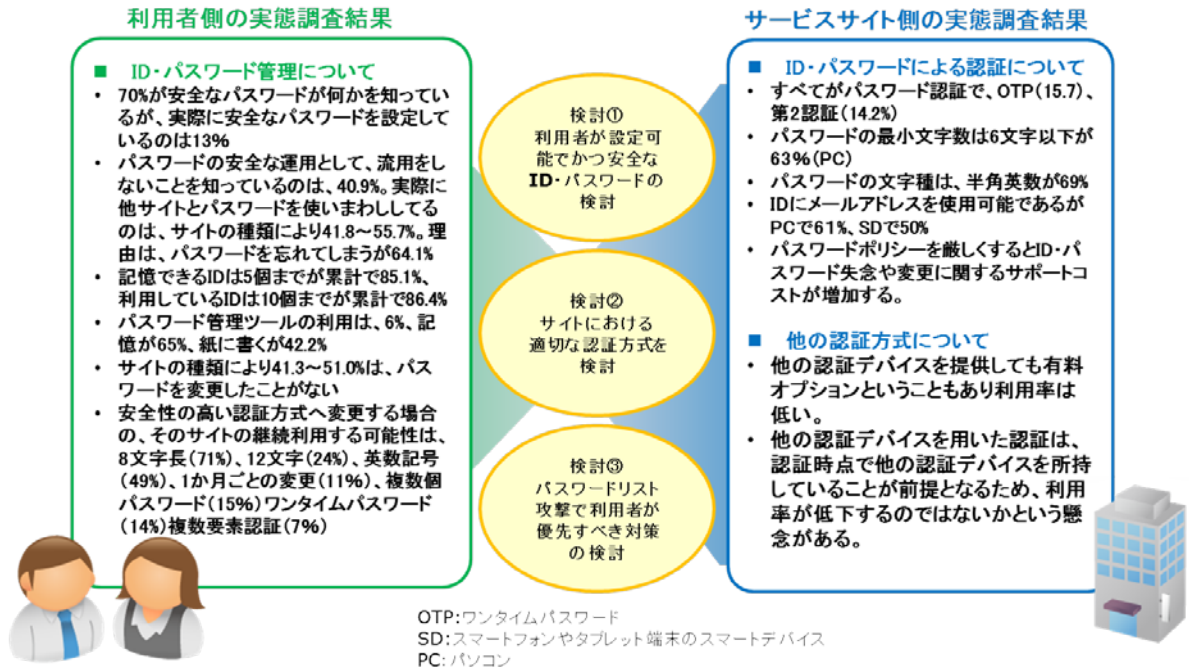 利用者側の実態調査結果
■ ID・パスワード管理について
• 70%が安全なパスワードが何かを知ってい
るが、実際に安全なパスワードを設定して
いるのは13%
• パスワードの安全な運用として、流用をし
ないことを知っているのは、40.9%。実際に
他サイトとパスワードを使いまわししてる
のは、サイトの種類により41.8～55.7%。理
由は、パスワードを忘れてしまうが64.1%
• 記憶できるIDは5個までが累計で85.1%、
利用しているIDは10個までが累計で86.4%
• パスワード管理ツールの利用は、6%、記
憶が65%、紙に書くが42.2%
• サイトの種類により41.3～51.0%は、パス
ワードを変更したことがない
• 安全性の高い認証方式へ変更する場合
の、そのサイトの継続利用する可能性は、
8文字長(71%)、12文字(24%)、英数記号
(49%)、1か月ごとの変更(11%)、複数個
パスワード(15%)ワンタイムパスワード
(14%)複数要素認証(7%)
検討①
利用者が設定可
能でかつ安全な
ID・パスワードの
検討
検討②
サイトにおける
適切な認証方式を
検討
検討③
パスワードリスト
攻撃で利用者が
優先すべき対策
の検討
サービスサイト側の実態調査結果
■ ID・パスワードによる認証について
• すべてがパスワード認証で、OTP(15.7)、
第2認証(14.2%)
• パスワードの最小文字数は6文字以下が
63%(PC)
• パスワードの文字種は、半角英数が69%
• IDにメールアドレスを使用可能であるが
PCで61%、SDで50%
• パスワードポリシーを厳しくするとID・パ
スワード失念や変更に関するサポートコ
ストが増加する。
■ 他の認証方式について
• 他の認証デバイスを提供しても有料
オプションということもあり利用率は
低い。
• 他の認証デバイスを用いた認証は、
認証時点で他の認証デバイスを所持
していることが前提となるため、利用
率が低下するのではないかという懸
念がある。
OTP:ワンタイムパスワード
SD:スマートフォンやタブレット端末のスマートデバイス
PC:パソコン